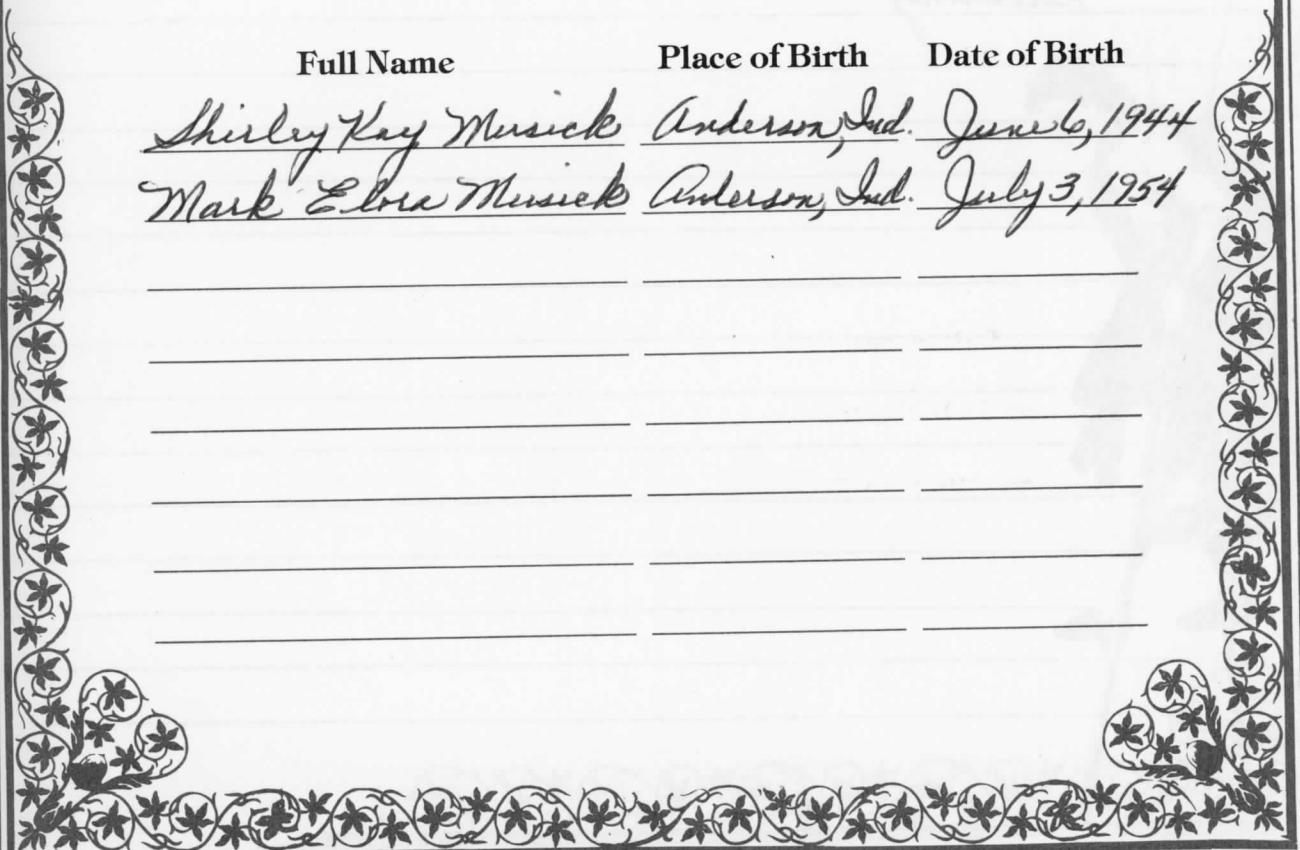 Full Name Place of Birth Date of Birth
Shirley Kay Musick Anderson, Ind. June 6, 1944
Mark Elora Musick Anderson, Ind. July 3, 1954